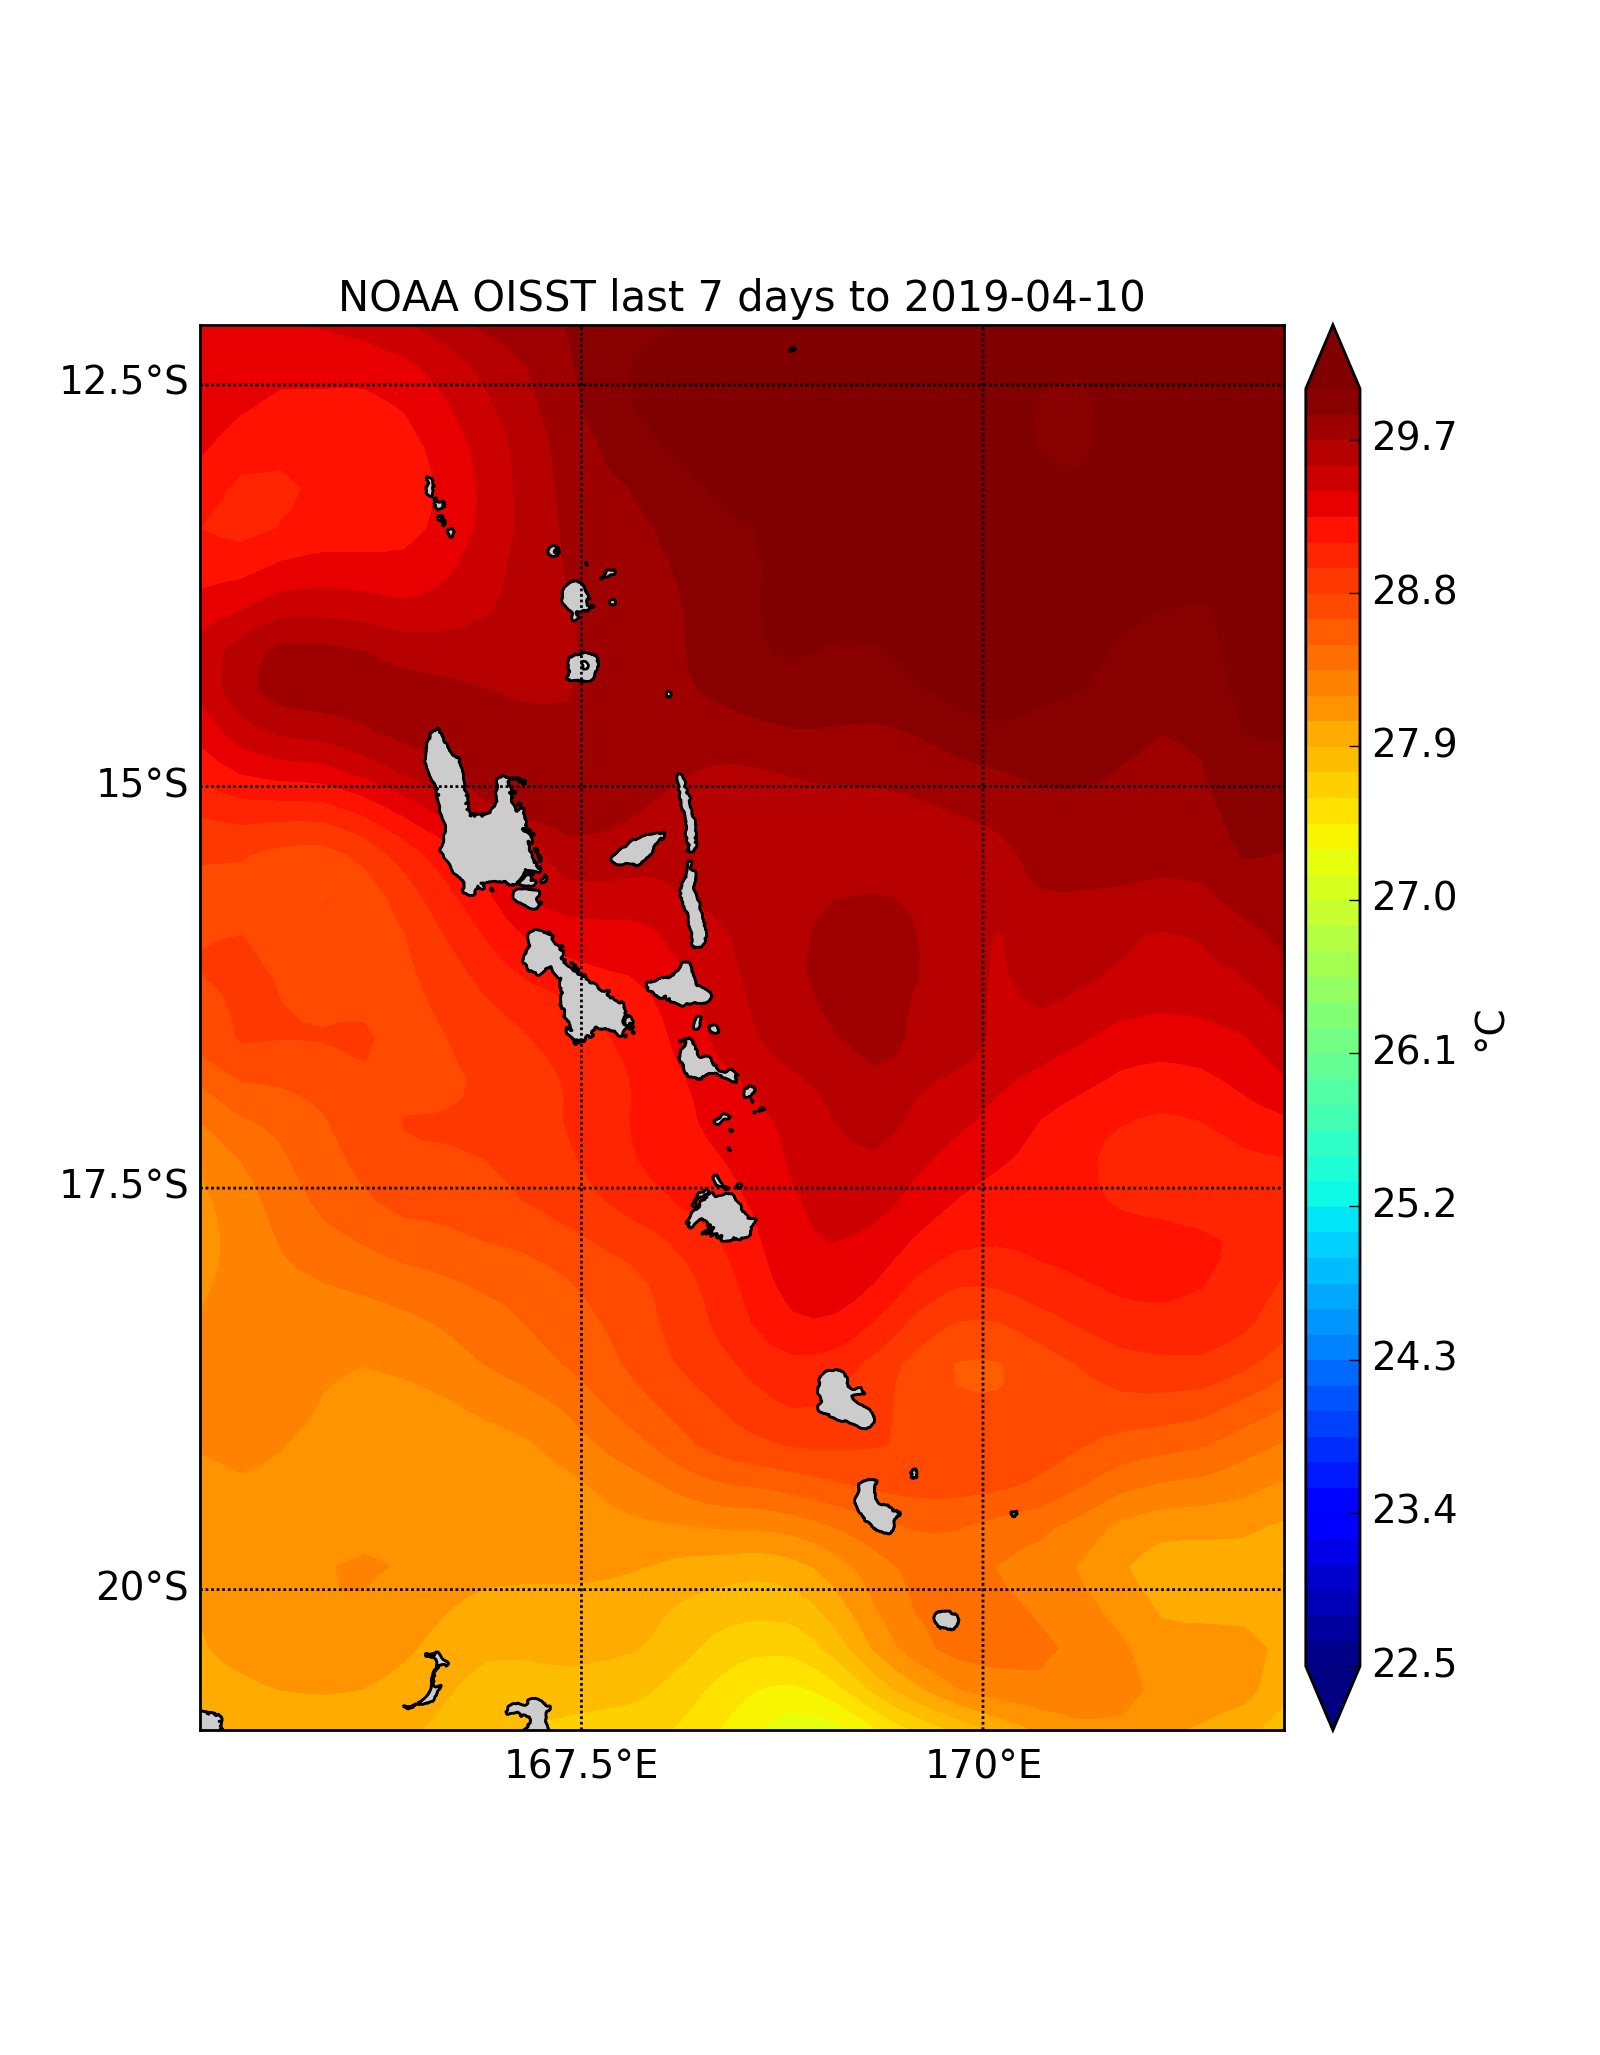 NOAA OISST last 7 days to 2019-04-10
12.5°S
15°S
17.5°S
20°S
167.5°E
170°E
29.7
28.8
27.9
27.0
26.1
25.2
24.3
23.4
22.5
°C